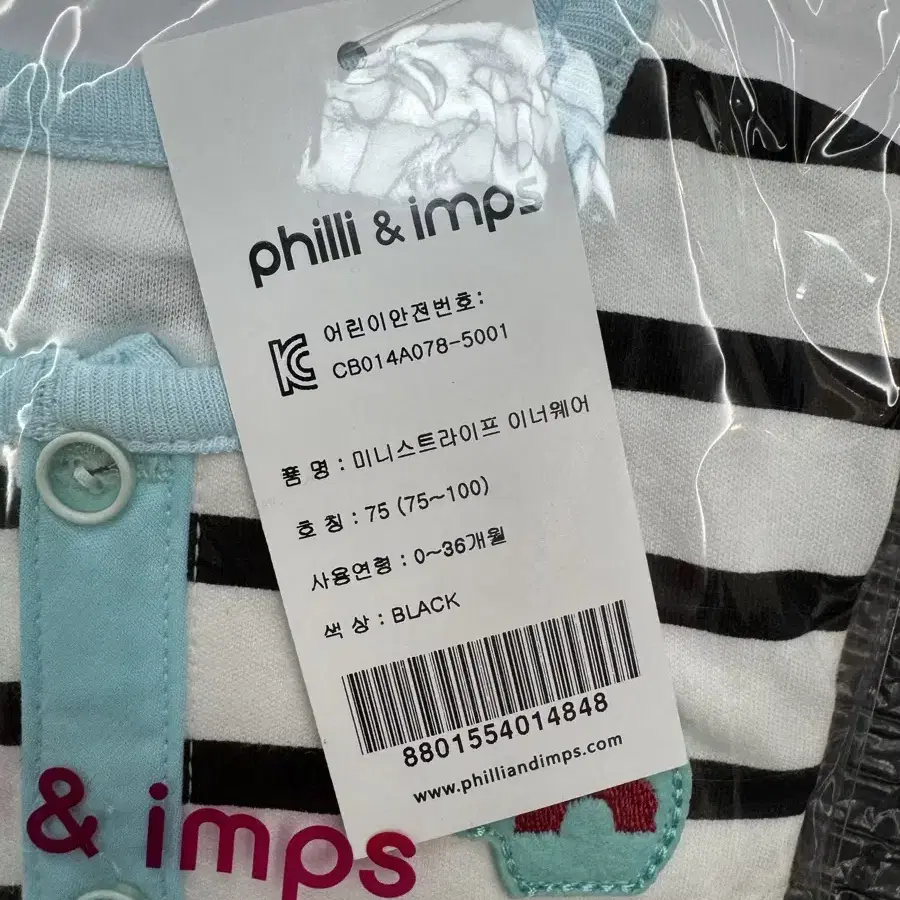 philli & imps
어린이안전번호:
CB014A078-5001
품 명 : 미니스트라이프 이너웨어
호 칭 : 75 (75~100)
사용연형 : 0~36개월
색 상 : BLACK
8801554014848
www.philliandimps.com
& imps